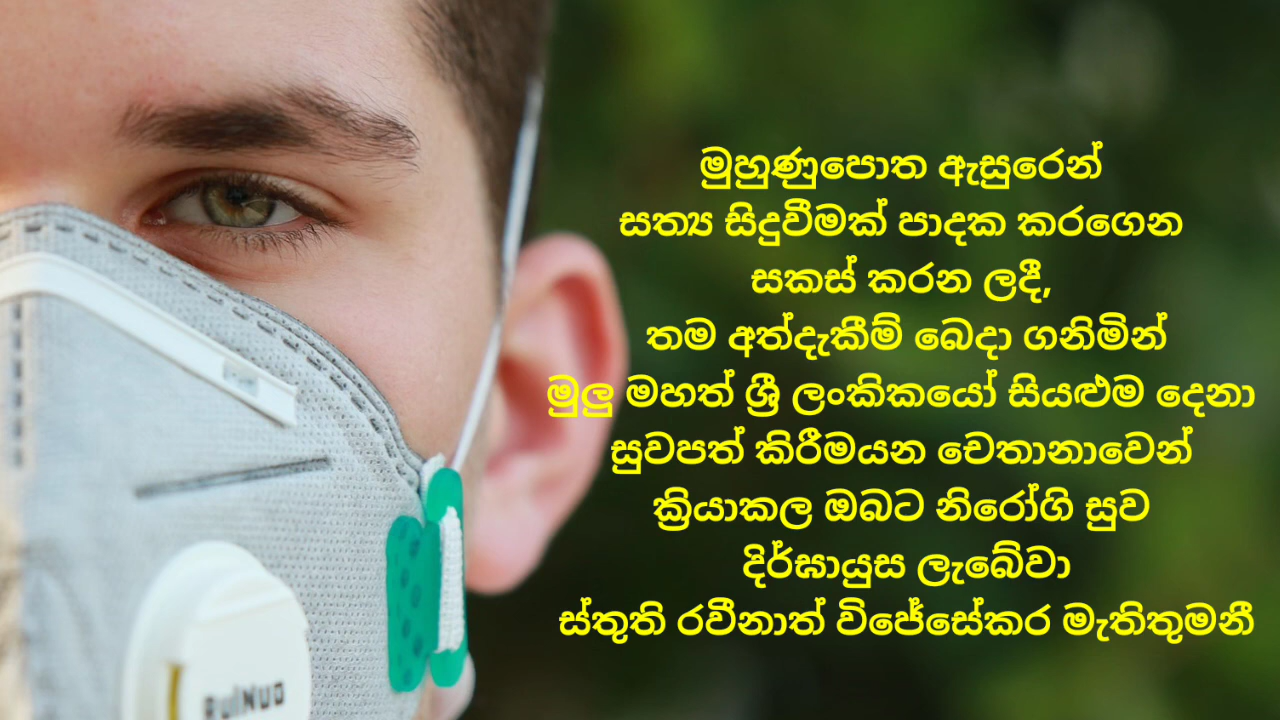 මුහුණුපොත ඇසුරෙන්
සත්‍ය සිදුවීමක් පාදක කරගෙන
සකස් කරන ලදී,
තම අත්දැකීම් බෙදා ගනිමින්
මුලු මහත් ශ්‍රී ලංකිකයෝ සියළුම දෙනා
සුවපත් කිරීමයන චෙතානාවෙන්
ක්‍රියාකල ඔබට නිරෝගි සුව
දිර්ඝායුස ලැබේවා
ස්තුති රවීනාත් විජේසේකර මැතිතුමනී
RUINUO